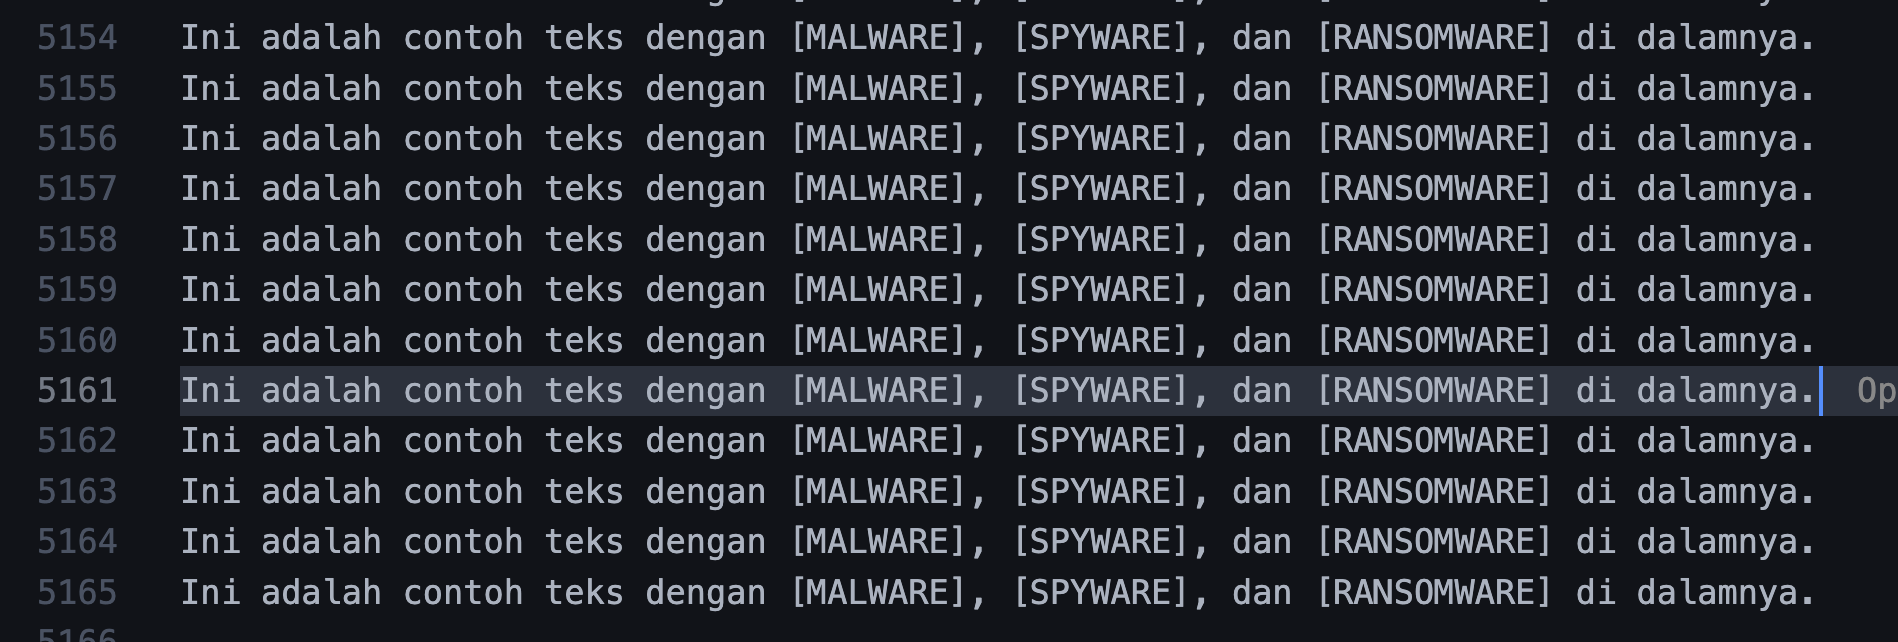 5154 Ini adalah contoh teks dengan [MALWARE], [SPYWARE], dan [RANSOMWARE] di dalamnya.
5155 Ini adalah contoh teks dengan [MALWARE], [SPYWARE], dan [RANSOMWARE] di dalamnya.
5156 Ini adalah contoh teks dengan [MALWARE], [SPYWARE], dan [RANSOMWARE] di dalamnya.
5157 Ini adalah contoh teks dengan [MALWARE], [SPYWARE], dan [RANSOMWARE] di dalamnya.
5158 Ini adalah contoh teks dengan [MALWARE], [SPYWARE], dan [RANSOMWARE] di dalamnya.
5159 Ini adalah contoh teks dengan [MALWARE], [SPYWARE], dan [RANSOMWARE] di dalamnya.
5160 Ini adalah contoh teks dengan [MALWARE], [SPYWARE], dan [RANSOMWARE] di dalamnya.
5161 Ini adalah contoh teks dengan [MALWARE], [SPYWARE], dan [RANSOMWARE] di dalamnya. Op
5162 Ini adalah contoh teks dengan [MALWARE], [SPYWARE], dan [RANSOMWARE] di dalamnya.
5163 Ini adalah contoh teks dengan [MALWARE], [SPYWARE], dan [RANSOMWARE] di dalamnya.
5164 Ini adalah contoh teks dengan [MALWARE], [SPYWARE], dan [RANSOMWARE] di dalamnya.
5165 Ini adalah contoh teks dengan [MALWARE], [SPYWARE], dan [RANSOMWARE] di dalamnya.
5166